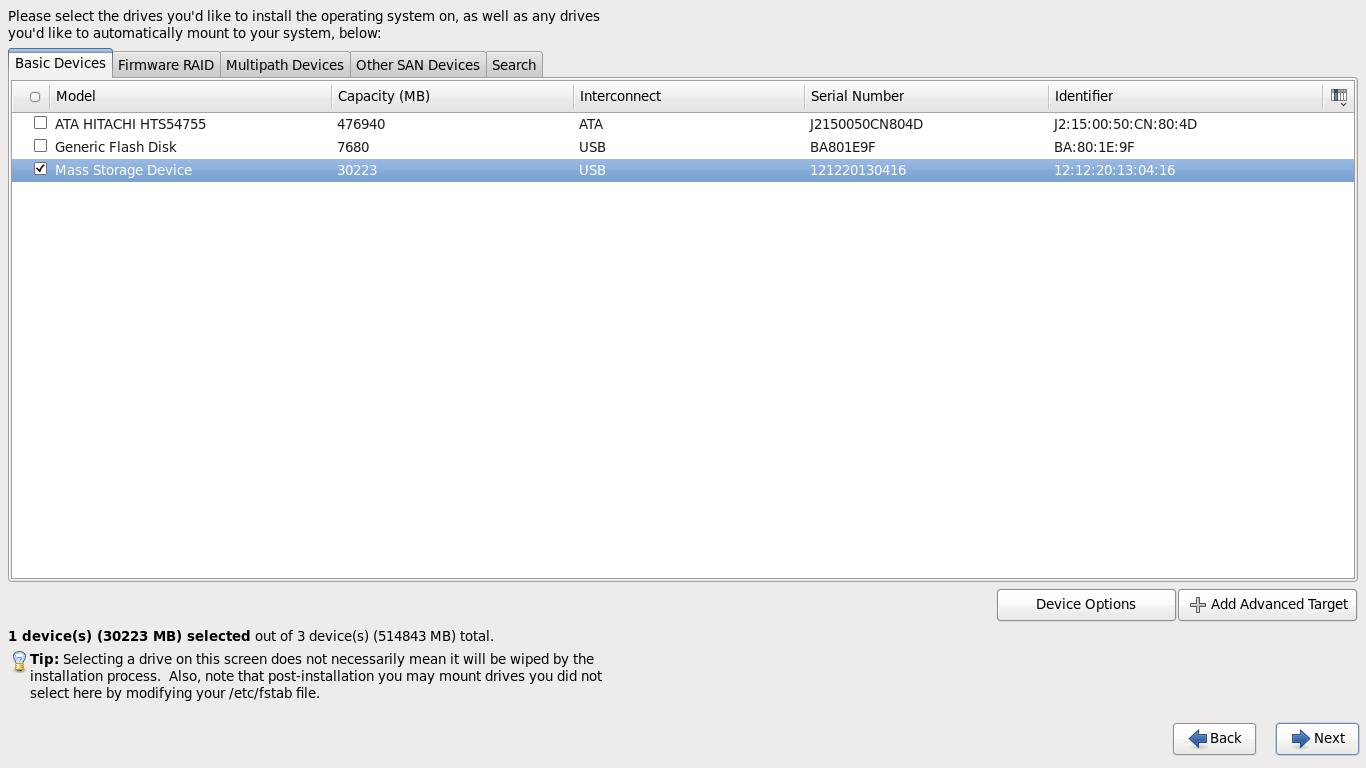 Please select the drives you'd like to install the operating system on, as well as any drives
you'd like to automatically mount to your system, below:
Basic Devices Firmware RAID Multipath Devices Other SAN Devices Search
Model Capacity (MB) Interconnect Serial Number Identifier
ATA HITACHI HTS54755 476940 ATA J2150050CN804D J2:15:00:50:CN:80:4D
Generic Flash Disk 7680 USB BA801E9F BA:80:1E:9F
Mass Storage Device 30223 USB 121220130416 12:12:20:13:04:16
Device Options Add Advanced Target
1 device(s) (30223 MB) selected out of 3 device(s) (514843 MB) total.
Tip: Selecting a drive on this screen does not necessarily mean it will be wiped by the
installation process.  Also, note that post-installation you may mount drives you did not
select here by modifying your /etc/fstab file.
Back Next